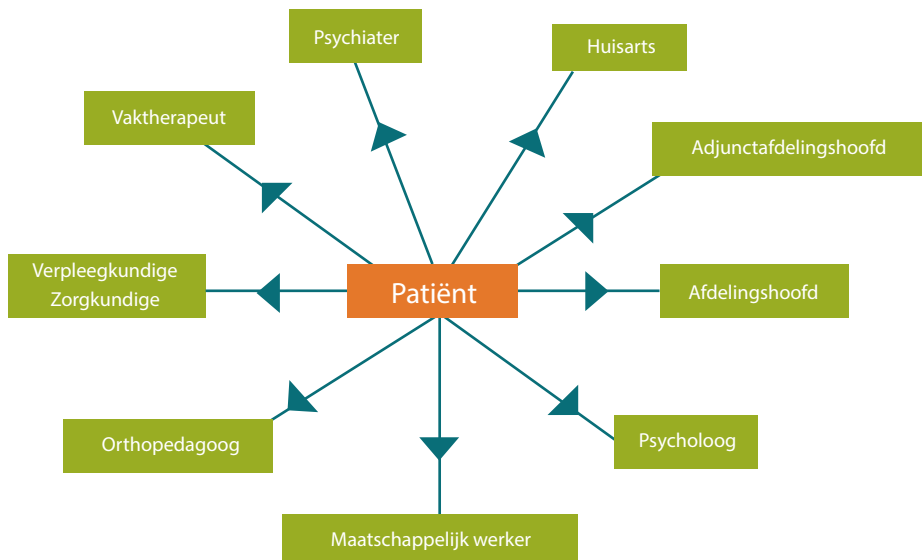 Psychiater
Huisarts
Vaktherapeut
Adjunctafdelingshoofd
Verpleegkundige
Zorgkundige
Patiënt
Afdelingshoofd
Orthopedagoog
Psycholoog
Maatschappelijk werker